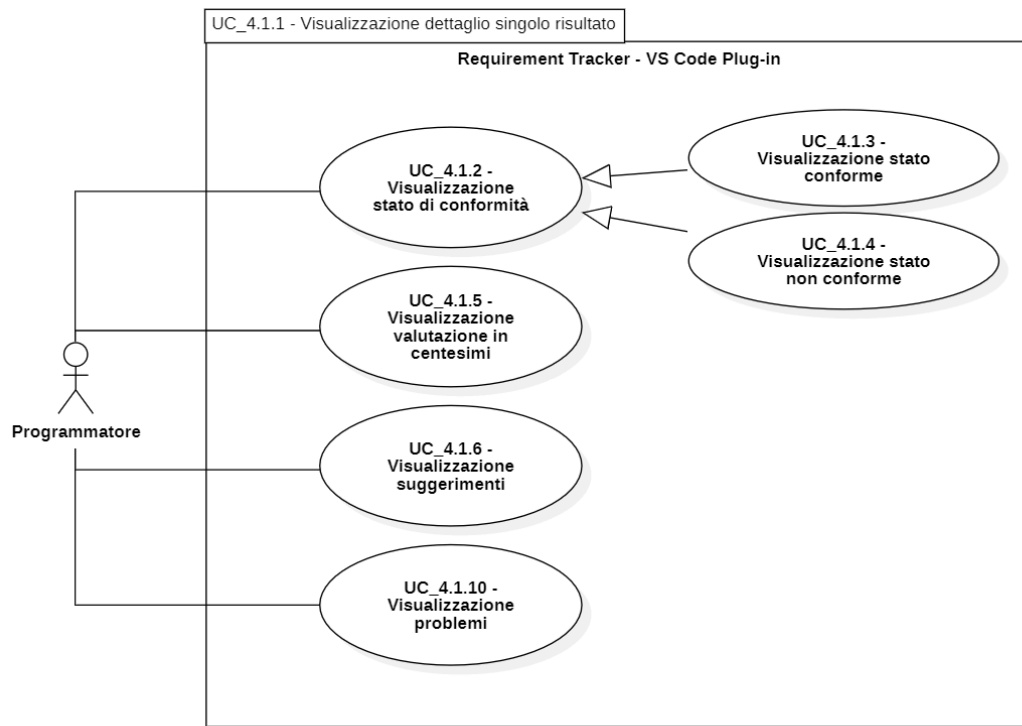 UC_4.1.1 - Visualizzazione dettaglio singolo risultato
Requirement Tracker - VS Code Plug-in
UC_4.1.2 -
Visualizzazione
stato di conformità
UC_4.1.3 -
Visualizzazione stato
conforme
UC_4.1.4 -
Visualizzazione stato
non conforme
UC_4.1.5 -
Visualizzazione
valutazione in
centesimi
Programmatore
UC_4.1.6 -
Visualizzazione
suggerimenti
UC_4.1.10 -
Visualizzazione
problemi